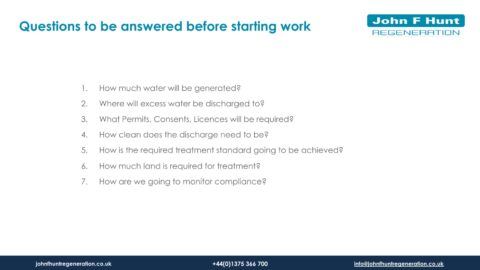 Questions to be answered before starting work
John F Hunt
REGENERATION
1. How much water will be generated?
2. Where will excess water be discharged to?
3. What Permits, Consents, Licences will be required?
4. How clean does the discharge need to be?
5. How is the required treatment standard going to be achieved?
6. How much land is required for treatment?
7. How are we going to monitor compliance?
johnfhuntregeneration.co.uk +44(0)1375 366 700 info@johnfhuntregeneration.co.uk